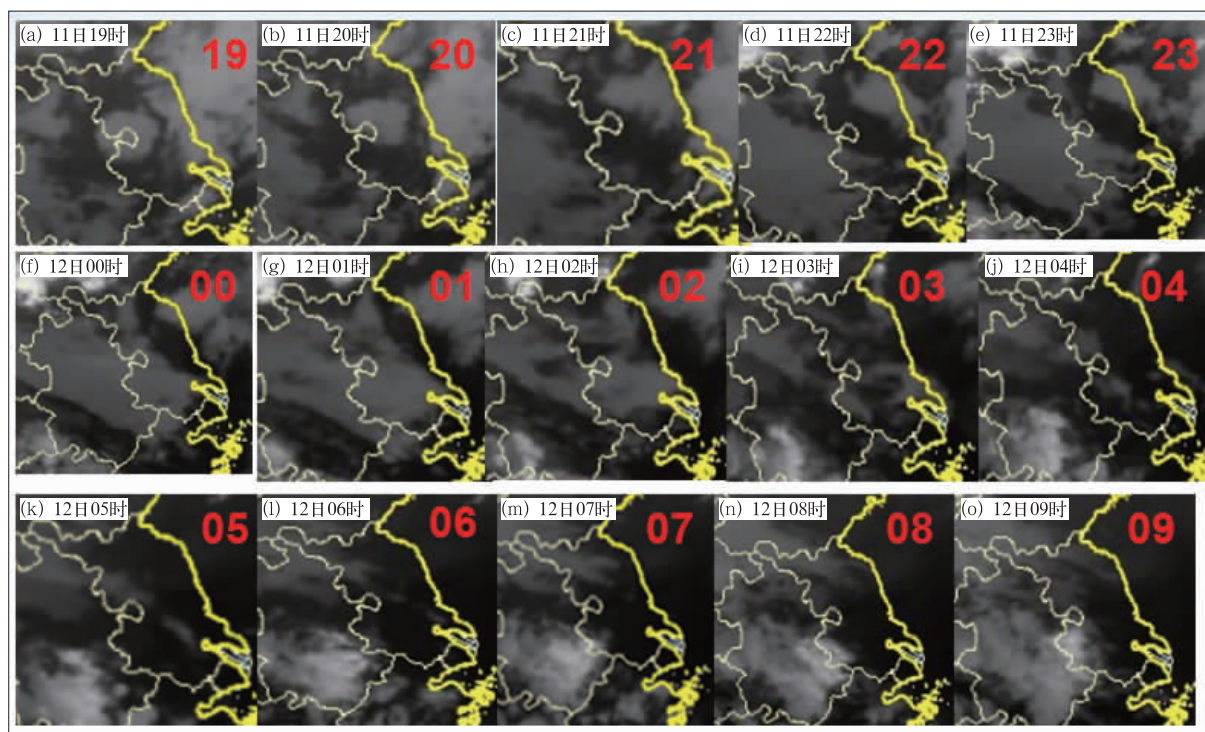 (a) 11日19时
19
(b) 11日20时
20
(c) 11日21时
21
(d) 11日22时
22
(e) 11日23时
23
(f) 12日00时
00
(g) 12日01时
01
(h) 12日02时
02
(i) 12日03时
03
(j) 12日04时
04
(k) 12日05时
05
(l) 12日06时
06
(m) 12日07时
07
(n) 12日08时
08
(o) 12日09时
09